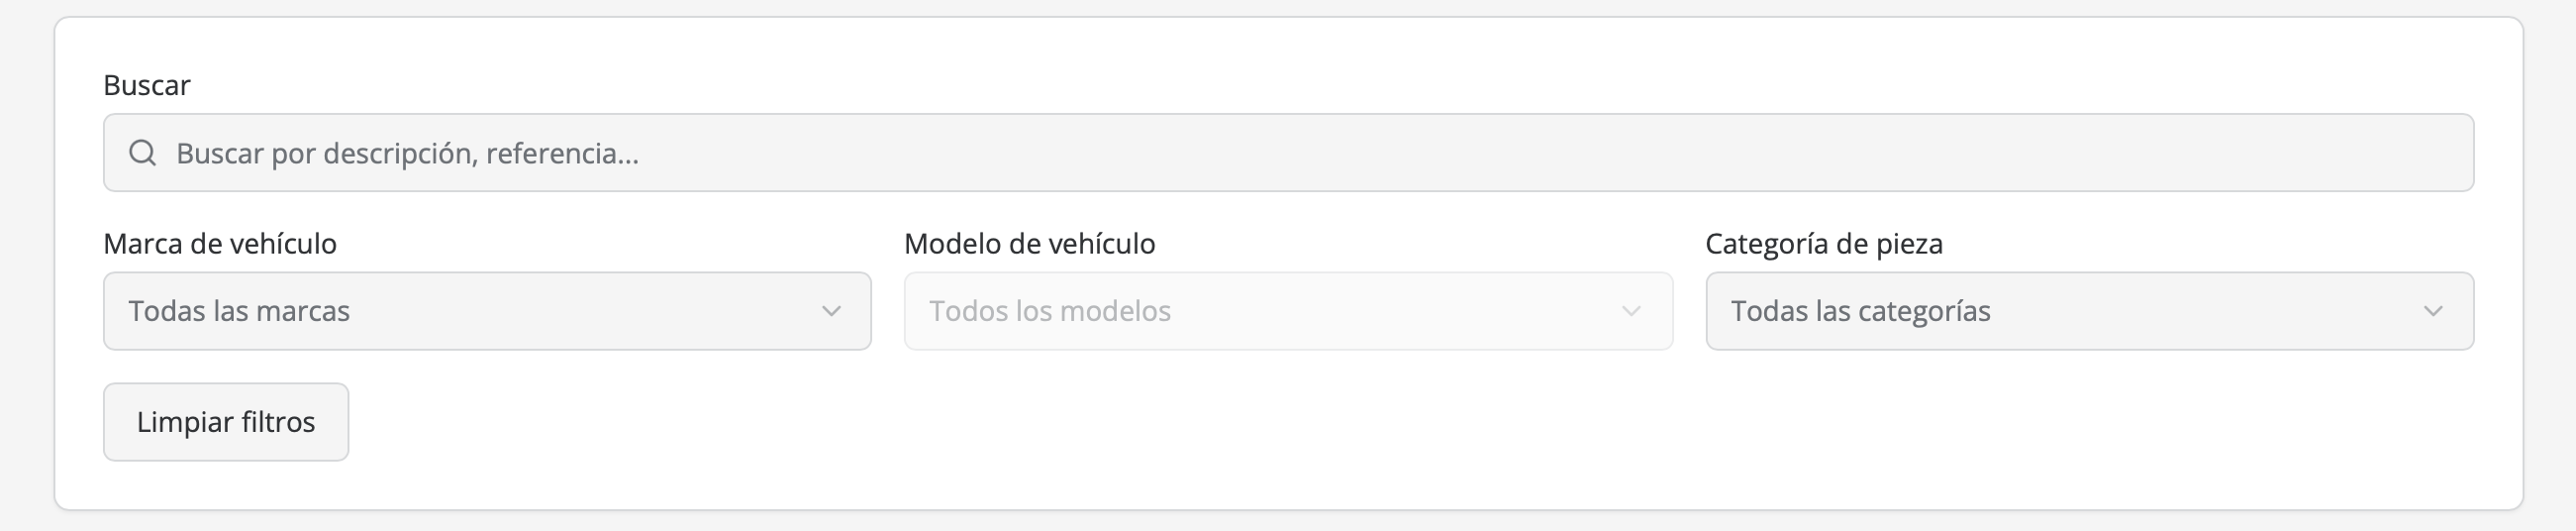 Buscar
Buscar por descripción, referencia...
Marca de vehículo
Modelo de vehículo
Categoría de pieza
Todas las marcas
Todos los modelos
Todas las categorías
Limpiar filtros